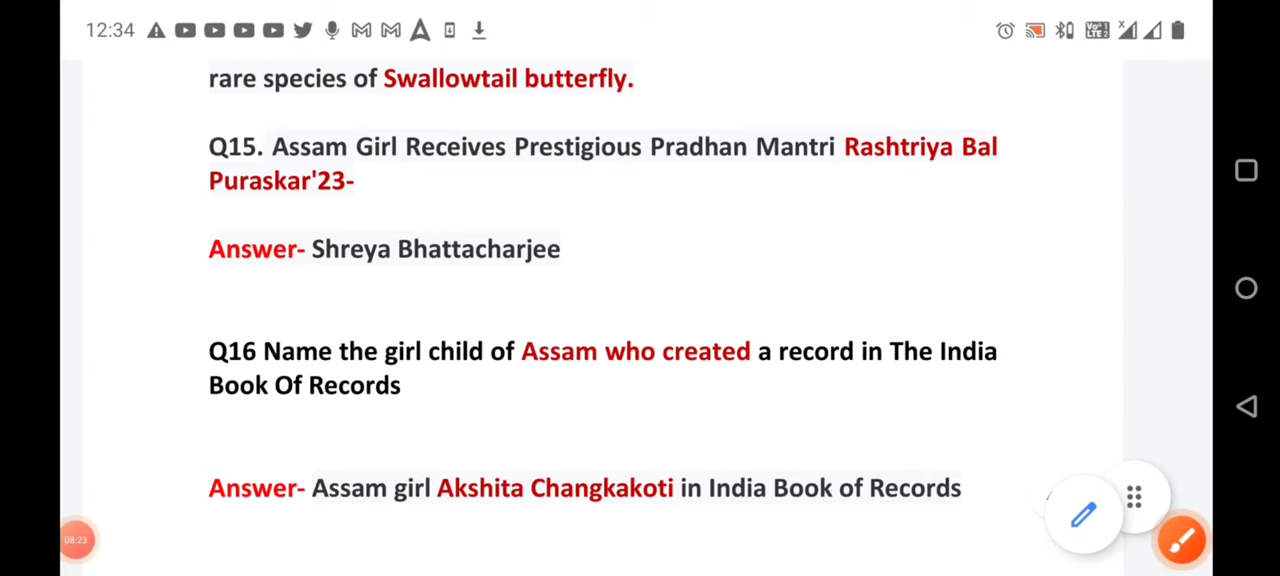 12:34
rare species of Swallowtail butterfly.
Q15. Assam Girl Receives Prestigious Pradhan Mantri Rashtriya Bal
Puraskar'23-
Answer- Shreya Bhattacharjee
Q16 Name the girl child of Assam who created a record in The India
Book Of Records
Answer- Assam girl Akshita Changkakoti in India Book of Records
08:23